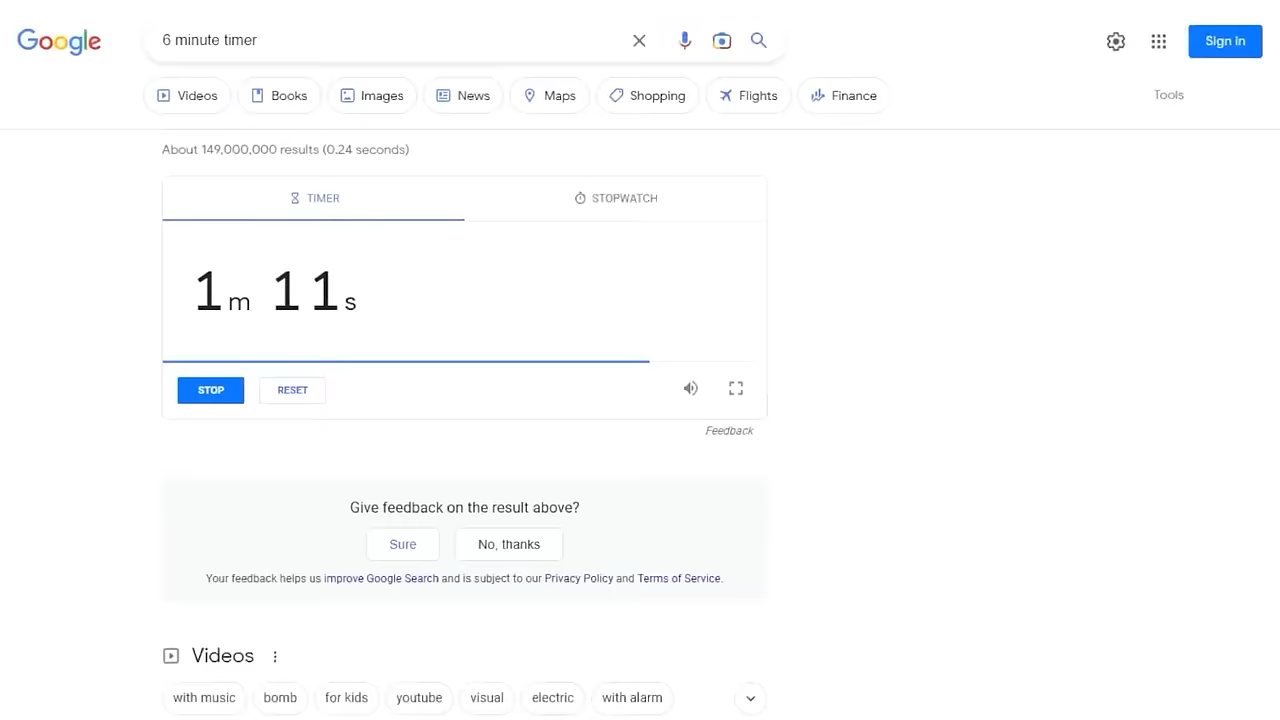 Google
6 minute timer
Sign in
Videos Books Images News Maps Shopping Flights Finance
Tools
About 149,000,000 results (0.24 seconds)
TIMER STOPWATCH
1m 11s
STOP RESET
Feedback
Give feedback on the result above?
Sure No, thanks
Your feedback helps us improve Google Search and is subject to our Privacy Policy and Terms of Service.
Videos
with music bomb for kids youtube visual electric with alarm